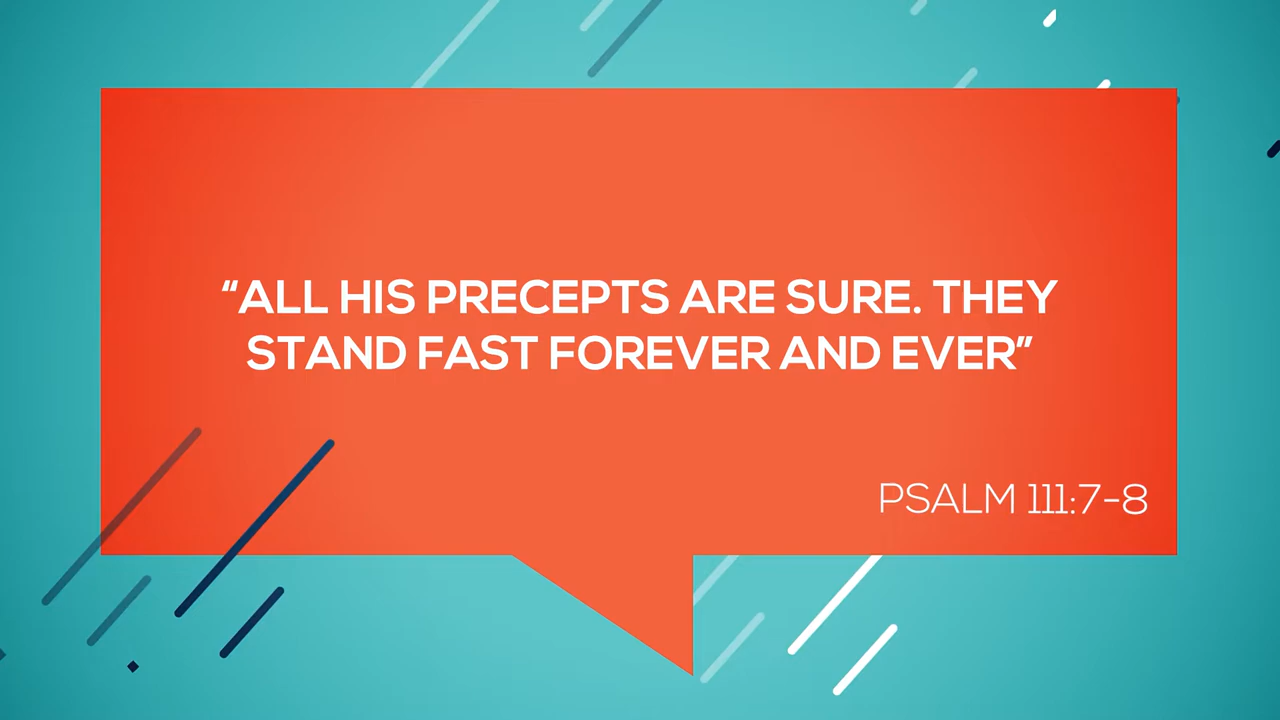 “ALL HIS PRECEPTS ARE SURE. THEY
STAND FAST FOREVER AND EVER”
PSALM 111:7-8